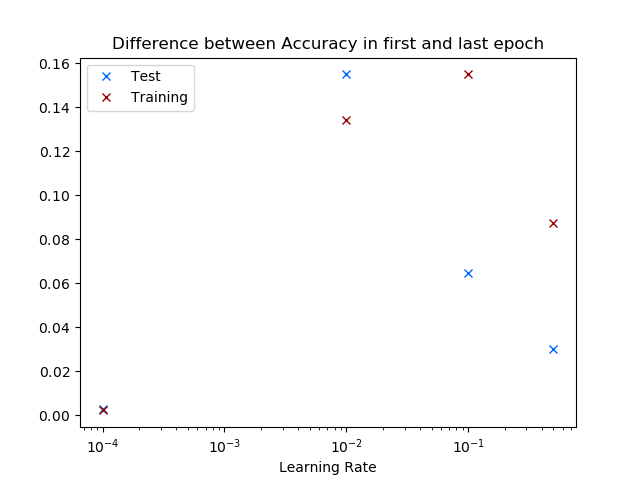 Difference between Accuracy in first and last epoch
Test
Training
0.16
0.14
0.12
0.10
0.08
0.06
0.04
0.02
0.00
10⁻⁴ 10⁻³ 10⁻² 10⁻¹
Learning Rate